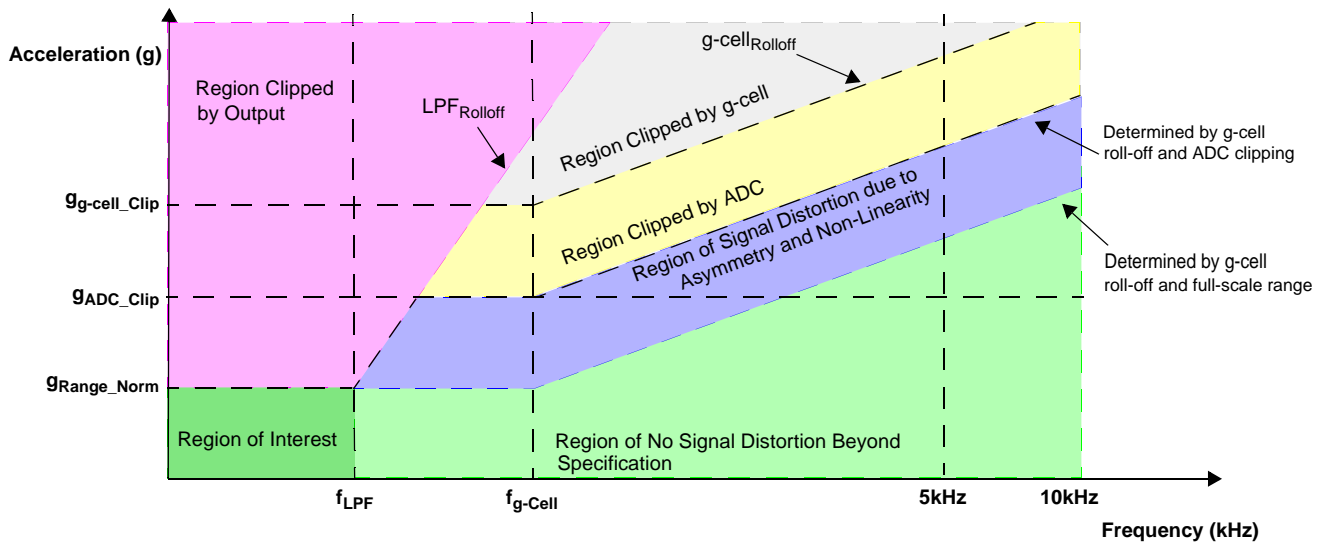 Acceleration (g)
Region Clipped
by Output
LPFRolloff
g-cellRolloff
Region Clipped by g-cell
Determined by g-cell
roll-off and ADC clipping
gg-cell_Clip
Region Clipped by ADC
Region of Signal Distortion due to
Asymmetry and Non-Linearity
Determined by g-cell
roll-off and full-scale range
gADC_Clip
gRange_Norm
Region of Interest
Region of No Signal Distortion Beyond
Specification
fLPF
fg-Cell
5kHz
10kHz
Frequency (kHz)